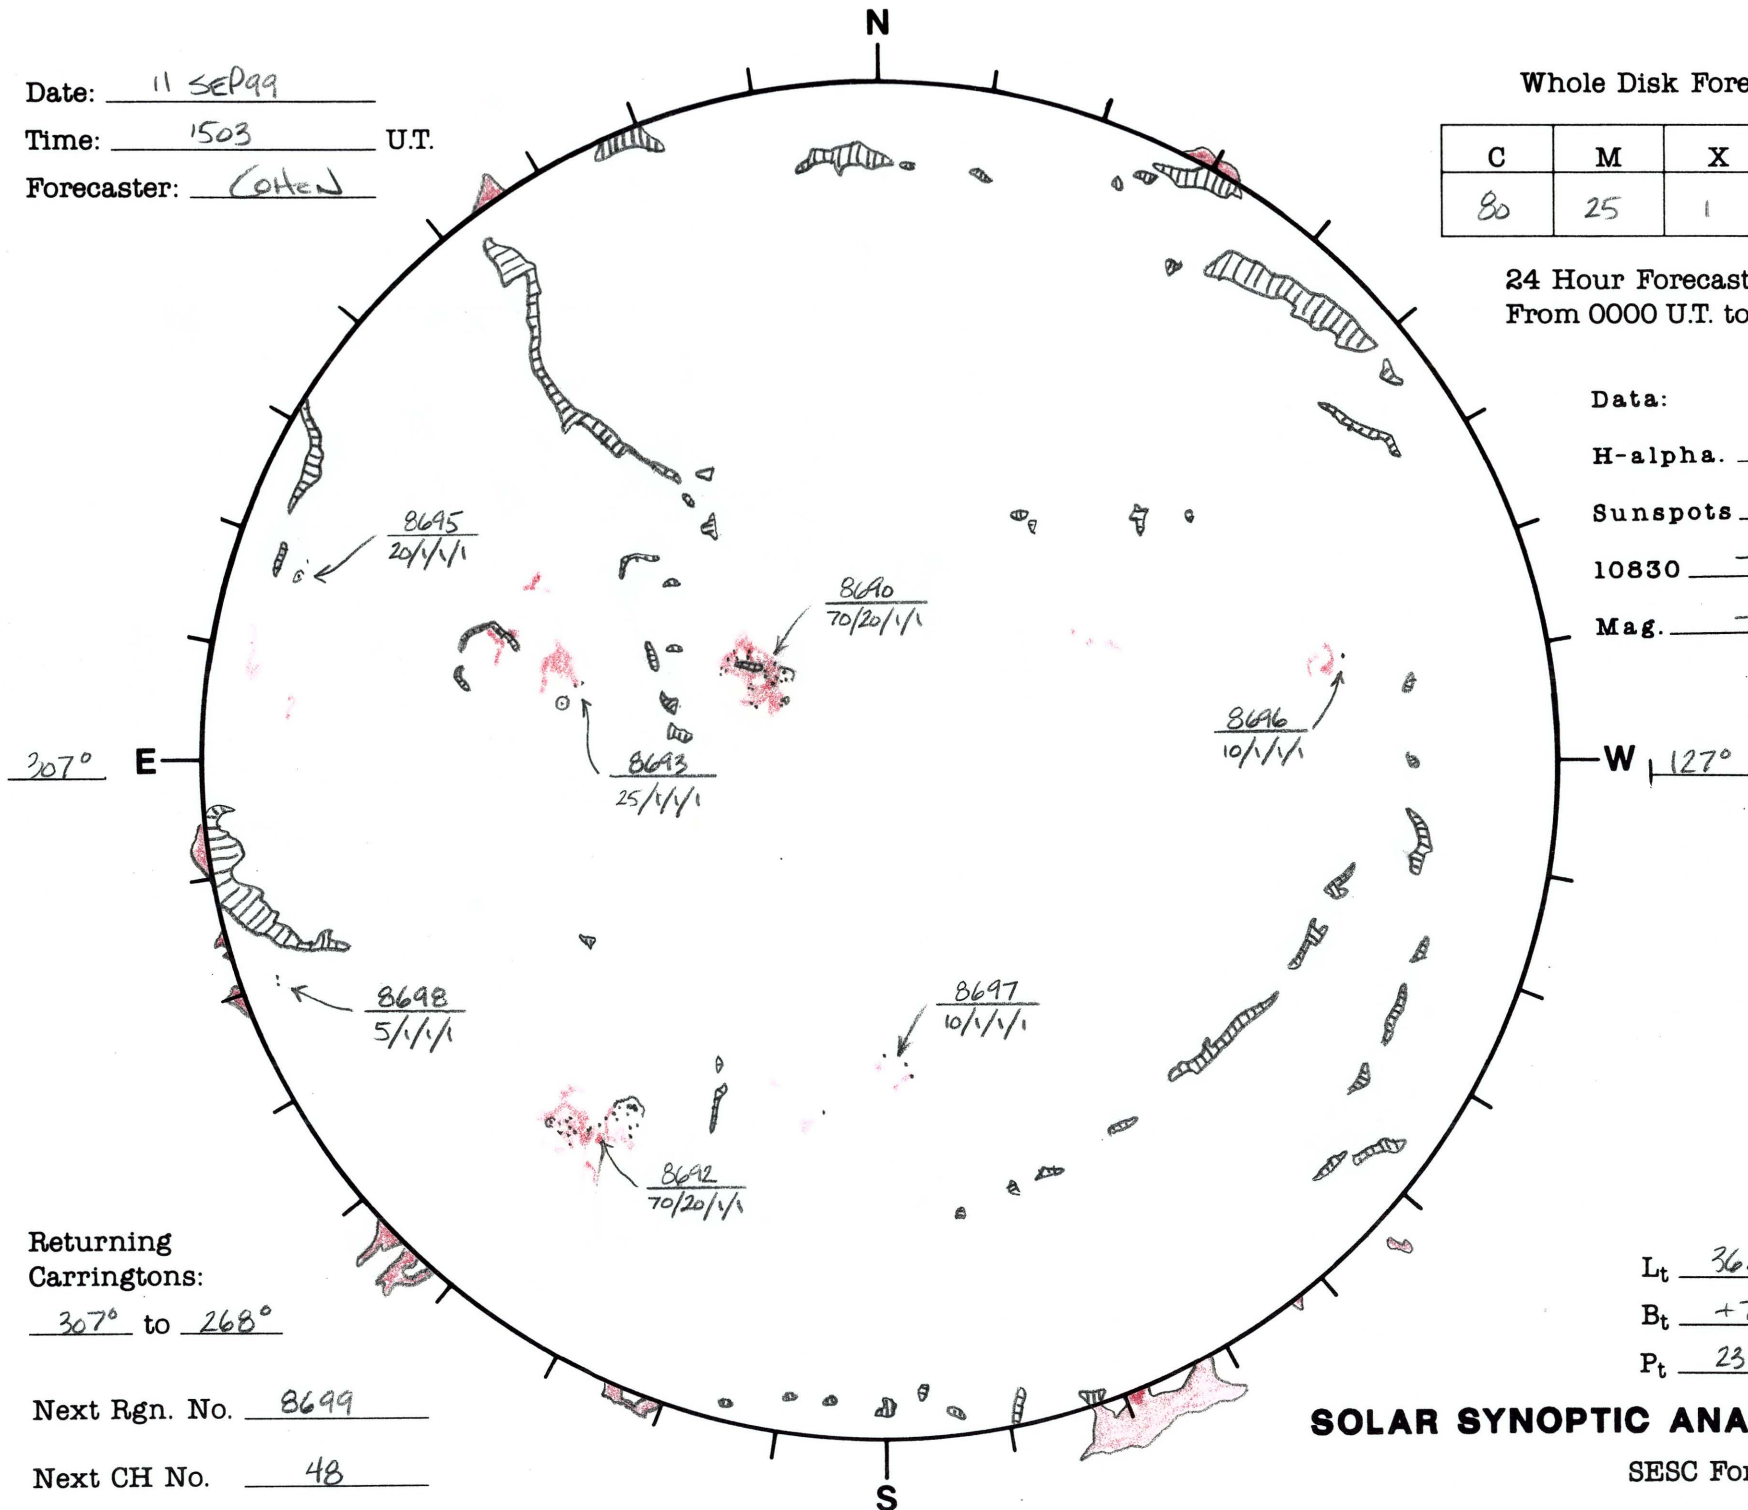 N
Date: 11 SEP 99
Time: 1503 U.T.
Forecaster: COHEN
Whole Disk Fore
C M X
80 25 1
24 Hour Forecast
From 0000 U.T. to
Data:
H-alpha.
Sunspots
10830
Mag.
8695
20/1/1/1
8690
70/20/1/1
8696
10/1/1/1
8693
25/1/1/1
307° E
W 127°
8698
5/1/1/1
8697
10/1/1/1
8692
70/20/1/1
Returning
Carringtons:
307° to 268°
Next Rgn. No. 8699
Next CH No. 48
Lt 36.
Bt +7
Pt 23
SOLAR SYNOPTIC ANA
SESC For
S